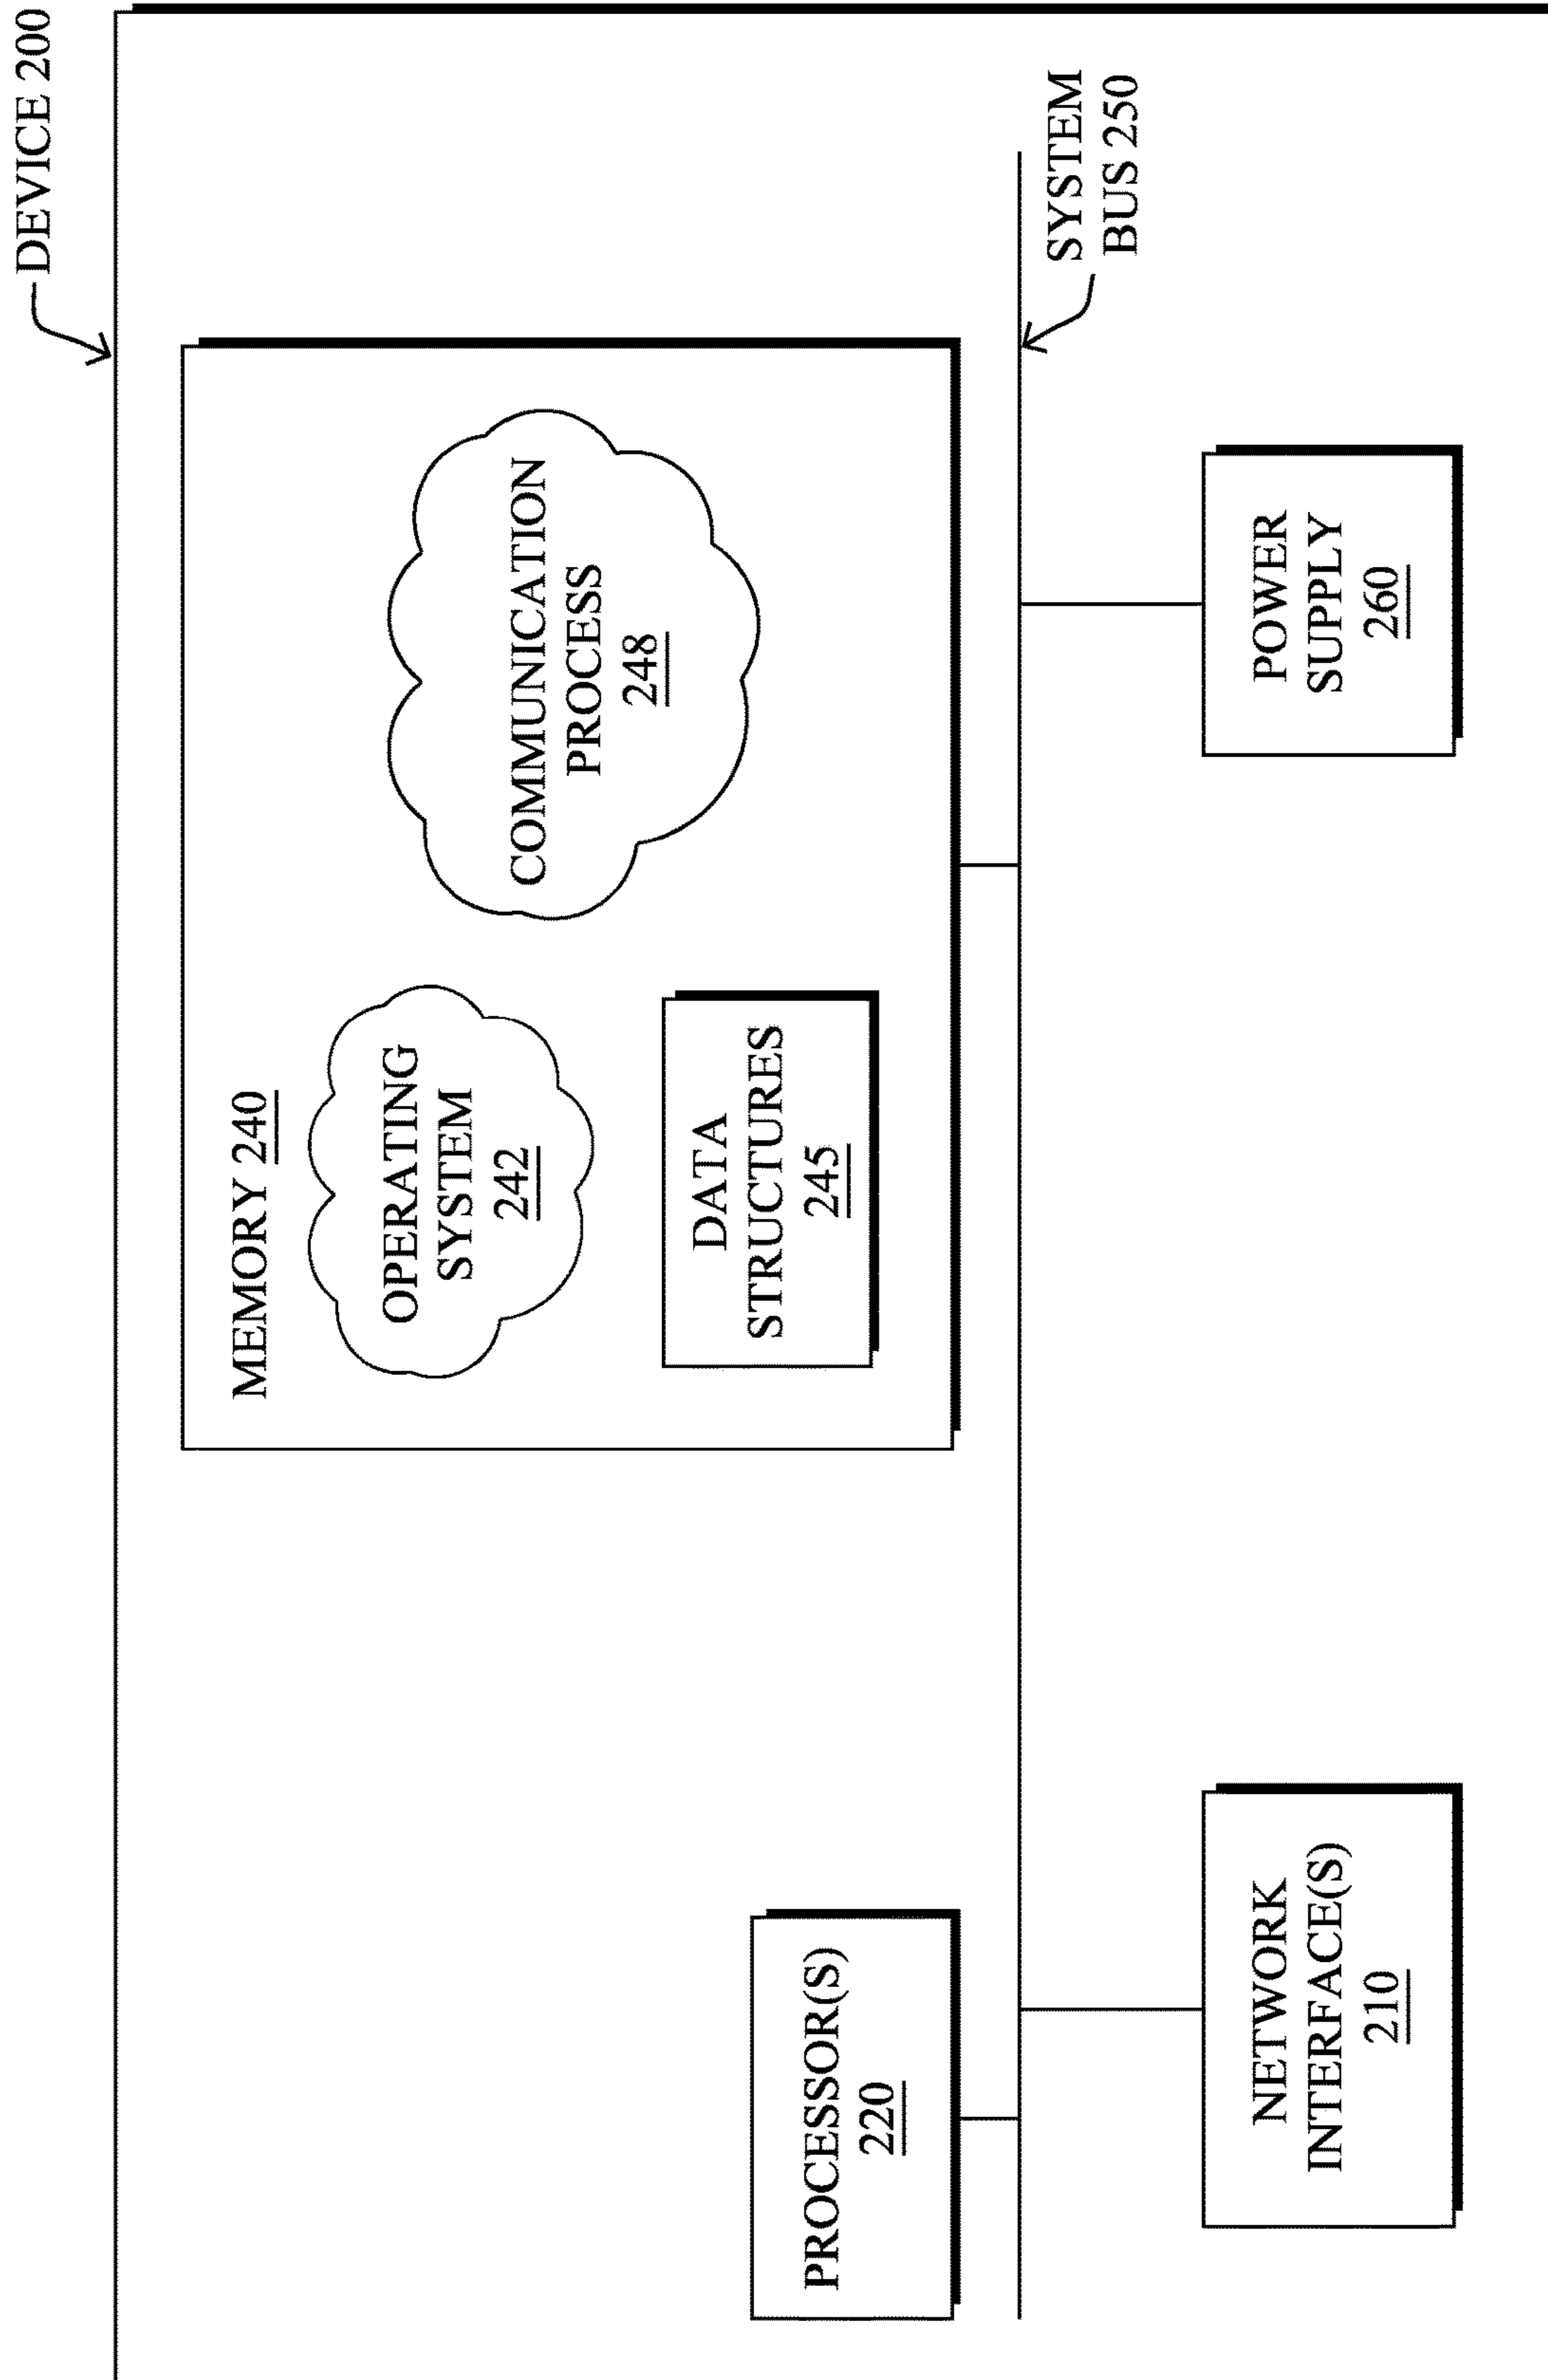 DEVICE 200
MEMORY 240
OPERATING
SYSTEM
242
COMMUNICATION
PROCESS
248
DATA
STRUCTURES
245
PROCESSOR(S)
220
SYSTEM
BUS 250
NETWORK
INTERFACE(S)
210
POWER
SUPPLY
260